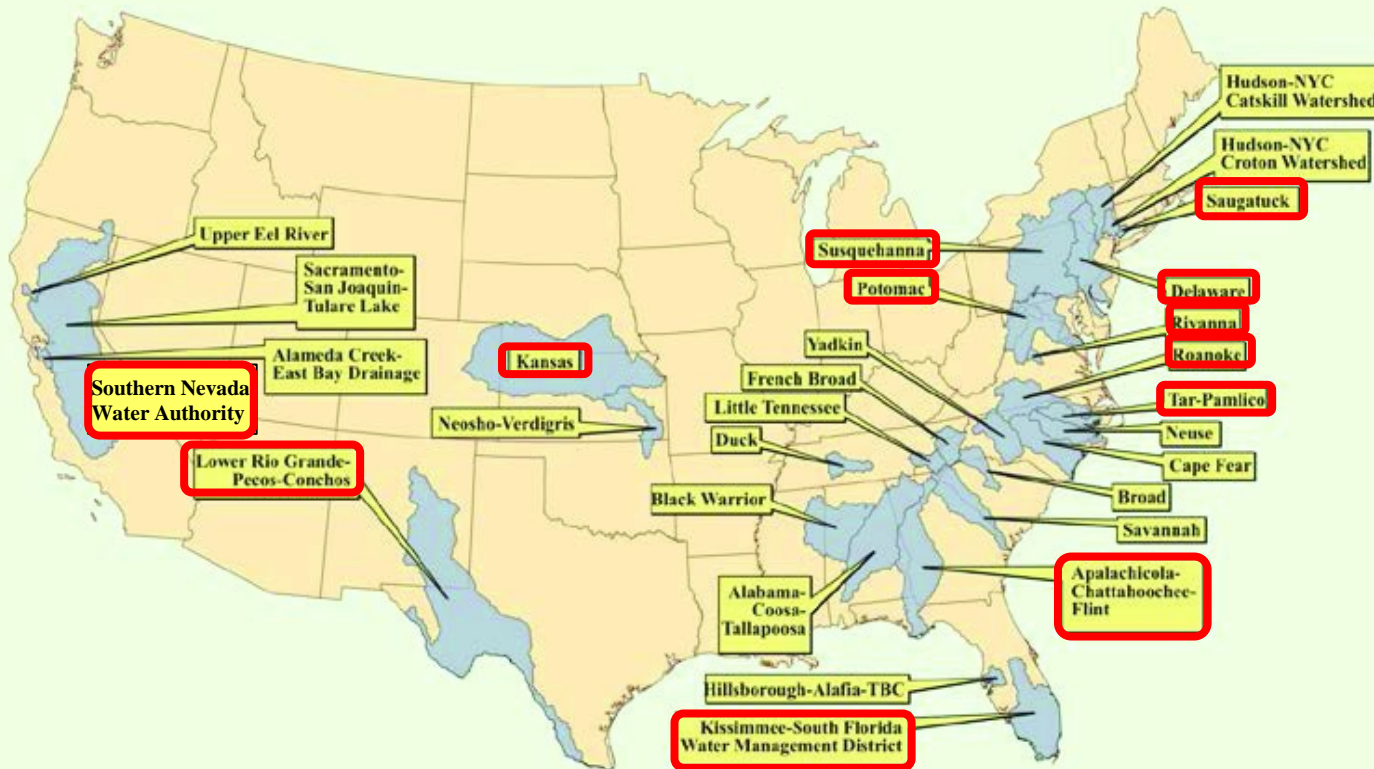 Hudson-NYC
Catskill Watershed
Hudson-NYC
Croton Watershed
Saugatuck
Upper Eel River
Susquehanna
Sacramento-
San Joaquin-
Tulare Lake
Potomac
Delaware
Rivanna
Yadkin
Roanoke
Alameda Creek-
East Bay Drainage
Kansas
French Broad
Southern Nevada
Water Authority
Little Tennessee
Tar-Pamlico
Neosho-Verdigris
Duck
Neuse
Lower Rio Grande-
Pecos-Conchos
Cape Fear
Black Warrior
Broad
Savannah
Apalachicola-
Chattahoochee-
Flint
Alabama-
Coosa-
Tallapoosa
Hillsborough-Alafia-TBC
Kissimmee-South Florida
Water Management District